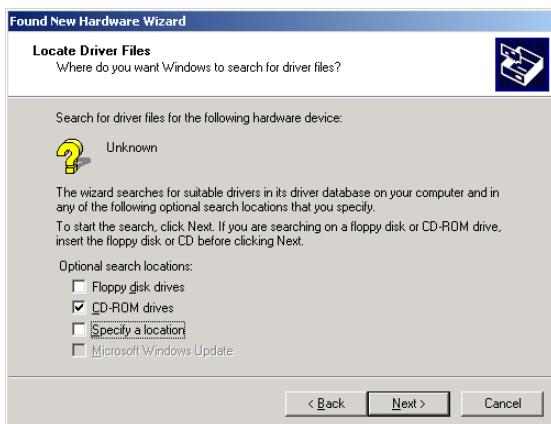 Found New Hardware Wizard
Locate Driver Files
Where do you want Windows to search for driver files?
Search for driver files for the following hardware device:
Unknown
The wizard searches for suitable drivers in its driver database on your computer and in
any of the following optional search locations that you specify.
To start the search, click Next. If you are searching on a floppy disk or CD-ROM drive,
insert the floppy disk or CD before clicking Next.
Optional search locations:
Floppy disk drives
CD-ROM drives
Specify a location
Microsoft Windows Update
< Back Next > Cancel